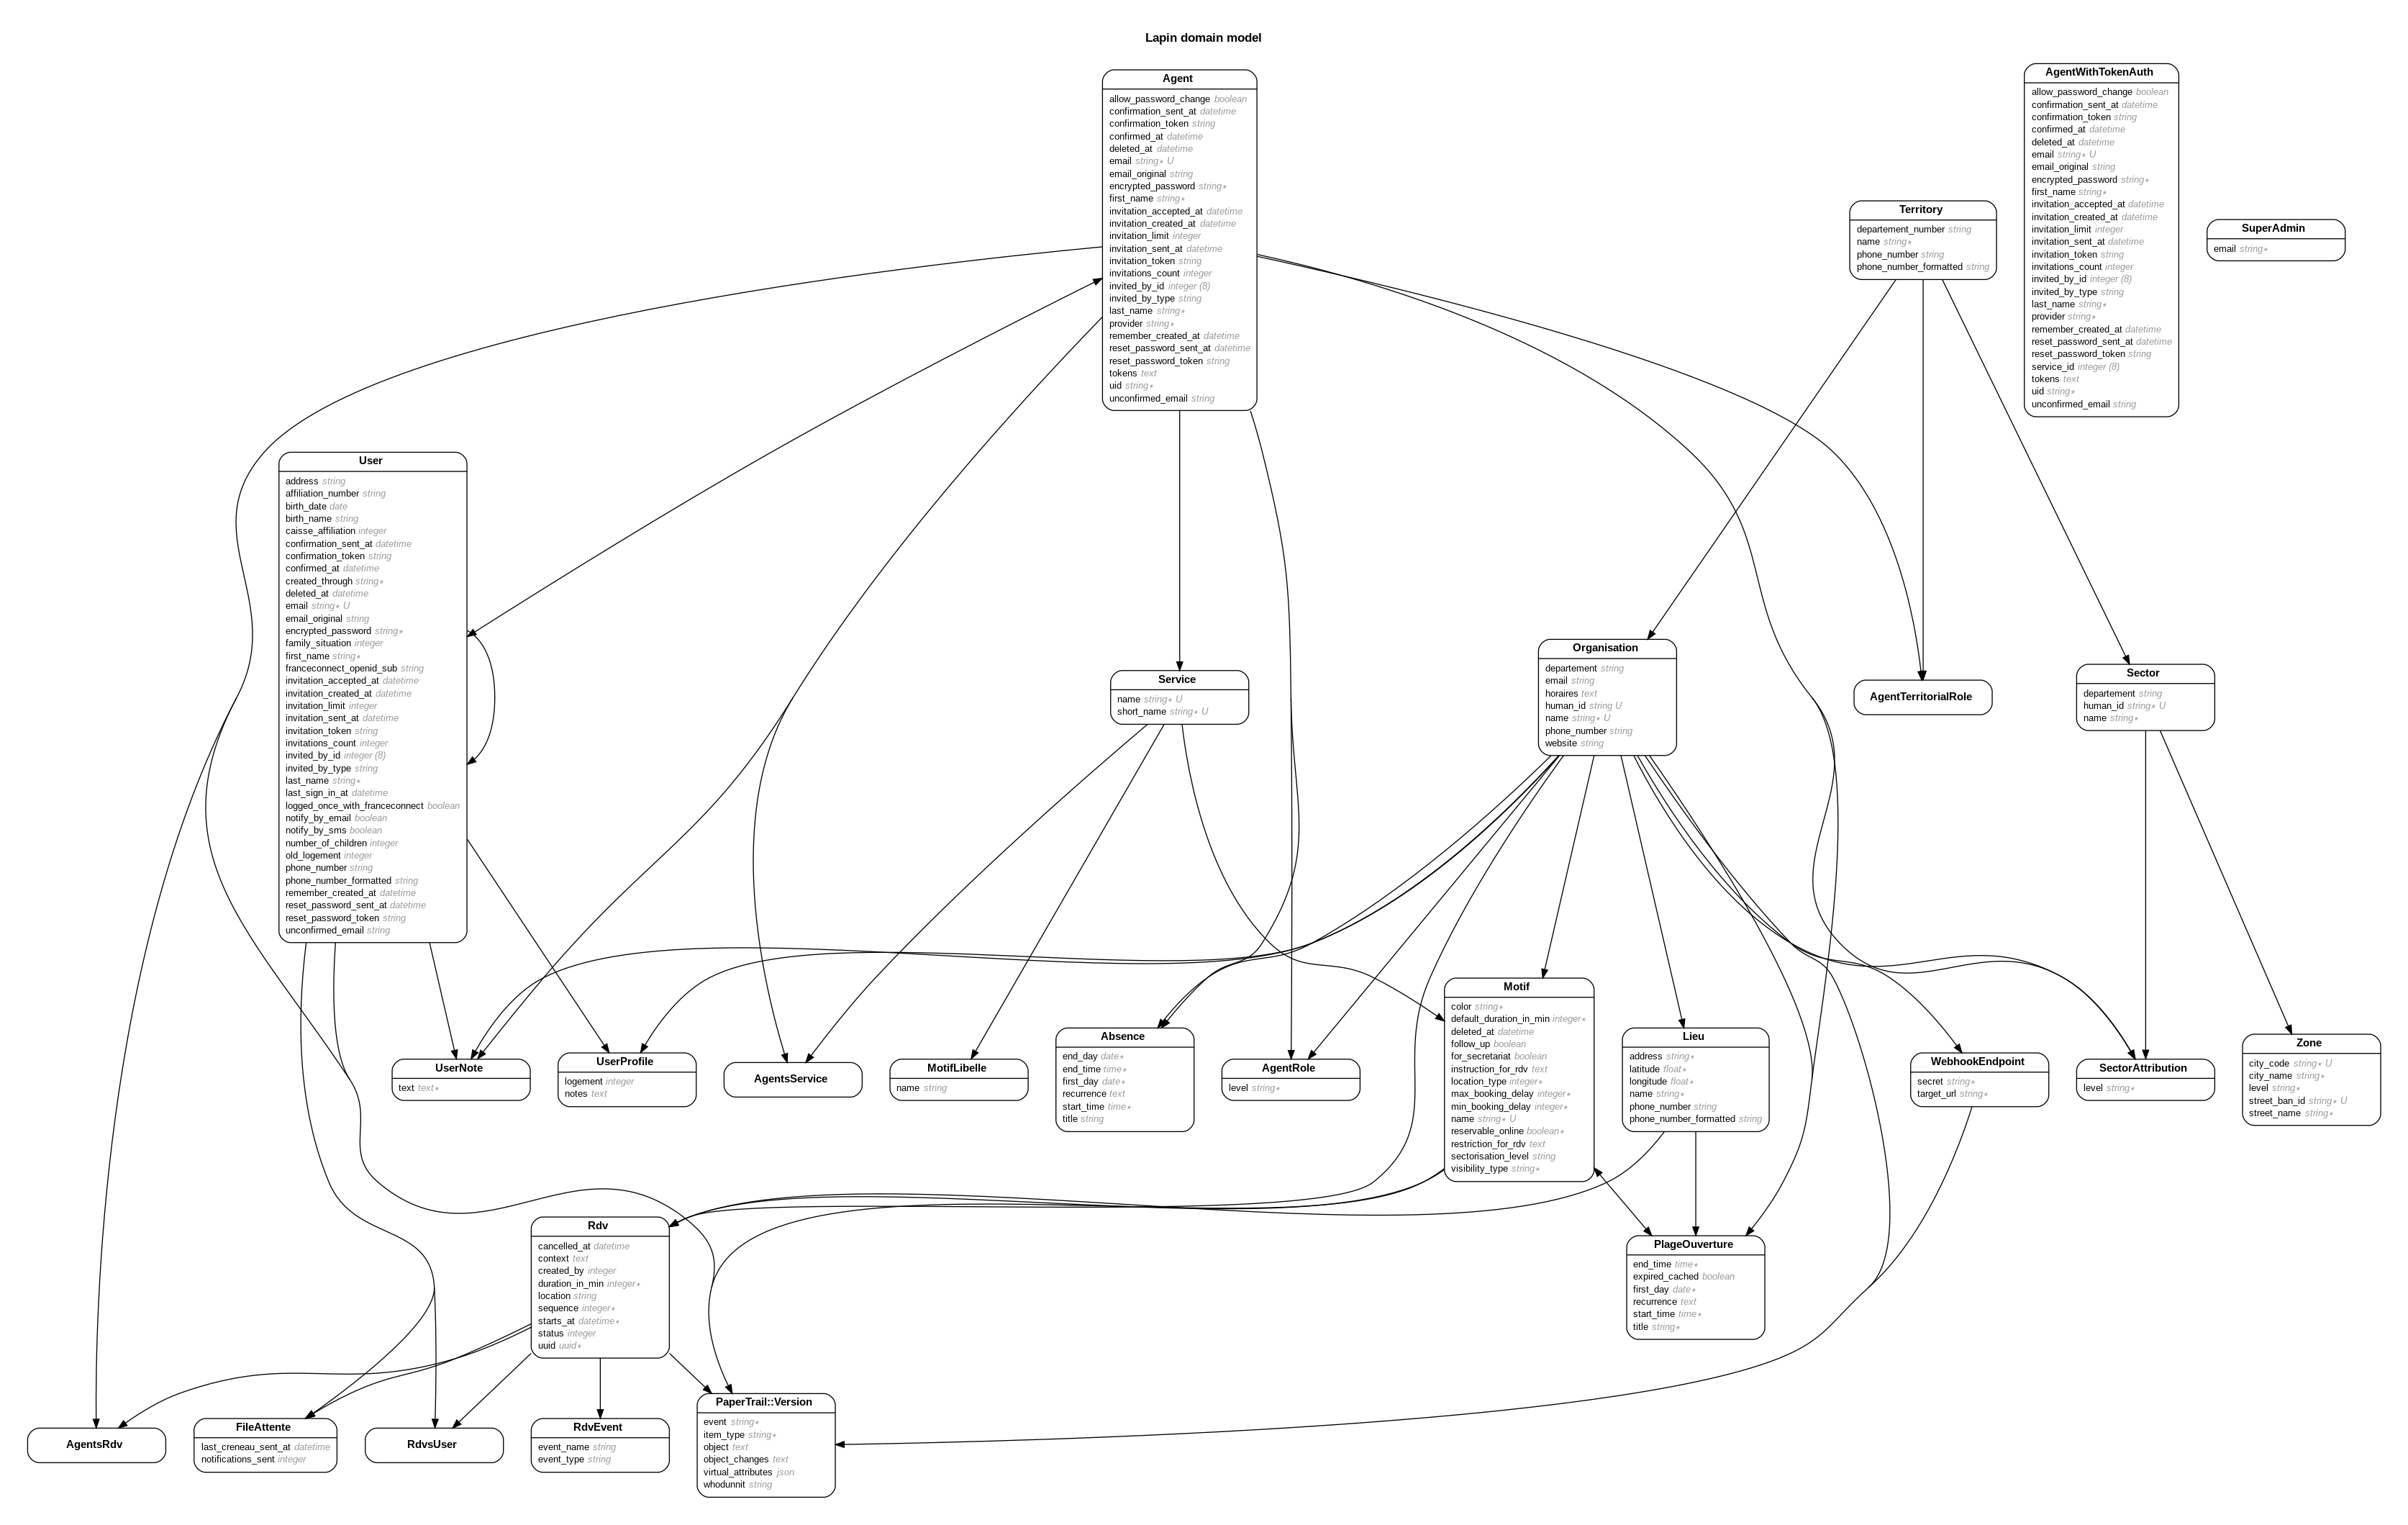 Lapin domain model
Agent
allow_password_change boolean
confirmation_sent_at datetime
confirmation_token string
confirmed_at datetime
deleted_at datetime
email string∗ U
email_original string
encrypted_password string∗
first_name string∗
invitation_accepted_at datetime
invitation_created_at datetime
invitation_limit integer
invitation_sent_at datetime
invitation_token string
invitations_count integer
invited_by_id integer (8)
invited_by_type string
last_name string∗
provider string∗
remember_created_at datetime
reset_password_sent_at datetime
reset_password_token string
tokens text
uid string∗
unconfirmed_email string
AgentWithTokenAuth
allow_password_change boolean
confirmation_sent_at datetime
confirmation_token string
confirmed_at datetime
deleted_at datetime
email string∗ U
email_original string
encrypted_password string∗
first_name string∗
invitation_accepted_at datetime
invitation_created_at datetime
invitation_limit integer
invitation_sent_at datetime
invitation_token string
invitations_count integer
invited_by_id integer (8)
invited_by_type string
last_name string∗
provider string∗
remember_created_at datetime
reset_password_sent_at datetime
reset_password_token string
service_id integer (8)
tokens text
uid string∗
unconfirmed_email string
Territory
departement_number string
name string∗
phone_number string
phone_number_formatted string
SuperAdmin
email string∗
User
address string
affiliation_number string
birth_date date
birth_name string
caisse_affiliation integer
confirmation_sent_at datetime
confirmation_token string
confirmed_at datetime
created_through string∗
deleted_at datetime
email string∗ U
email_original string
encrypted_password string∗
family_situation integer
first_name string∗
franceconnect_openid_sub string
invitation_accepted_at datetime
invitation_created_at datetime
invitation_limit integer
invitation_sent_at datetime
invitation_token string
invitations_count integer
invited_by_id integer (8)
invited_by_type string
last_name string∗
last_sign_in_at datetime
logged_once_with_franceconnect boolean
notify_by_email boolean
notify_by_sms boolean
number_of_children integer
old_logement integer
phone_number string
phone_number_formatted string
remember_created_at datetime
reset_password_sent_at datetime
reset_password_token string
unconfirmed_email string
Service
name string∗ U
short_name string∗ U
Organisation
departement string
email string
horaires text
human_id string U
name string∗ U
phone_number string
website string
AgentTerritorialRole
Sector
departement string
human_id string∗ U
name string∗
UserNote
text text∗
UserProfile
logement integer
notes text
AgentsService
MotifLibelle
name string
Absence
end_day date∗
end_time time∗
first_day date∗
recurrence text
start_time time∗
title string
AgentRole
level string∗
Motif
color string∗
default_duration_in_min integer∗
deleted_at datetime
follow_up boolean
for_secretariat boolean
instruction_for_rdv text
location_type integer∗
max_booking_delay integer∗
min_booking_delay integer∗
name string∗ U
reservable_online boolean∗
restriction_for_rdv text
sectorisation_level string
visibility_type string∗
Lieu
address string∗
latitude float∗
longitude float∗
name string∗
phone_number string
phone_number_formatted string
WebhookEndpoint
secret string∗
target_url string∗
SectorAttribution
level string∗
Zone
city_code string∗ U
city_name string∗
level string∗
street_ban_id string∗ U
street_name string∗
Rdv
cancelled_at datetime
context text
created_by integer
duration_in_min integer∗
location string
sequence integer∗
starts_at datetime∗
status integer
uuid uuid∗
PlageOuverture
end_time time∗
expired_cached boolean
first_day date∗
recurrence text
start_time time∗
title string∗
AgentsRdv
FileAttente
last_creneau_sent_at datetime
notifications_sent integer
RdvsUser
RdvEvent
event_name string
event_type string
PaperTrail::Version
event string∗
item_type string∗
object text
object_changes text
virtual_attributes json
whodunnit string